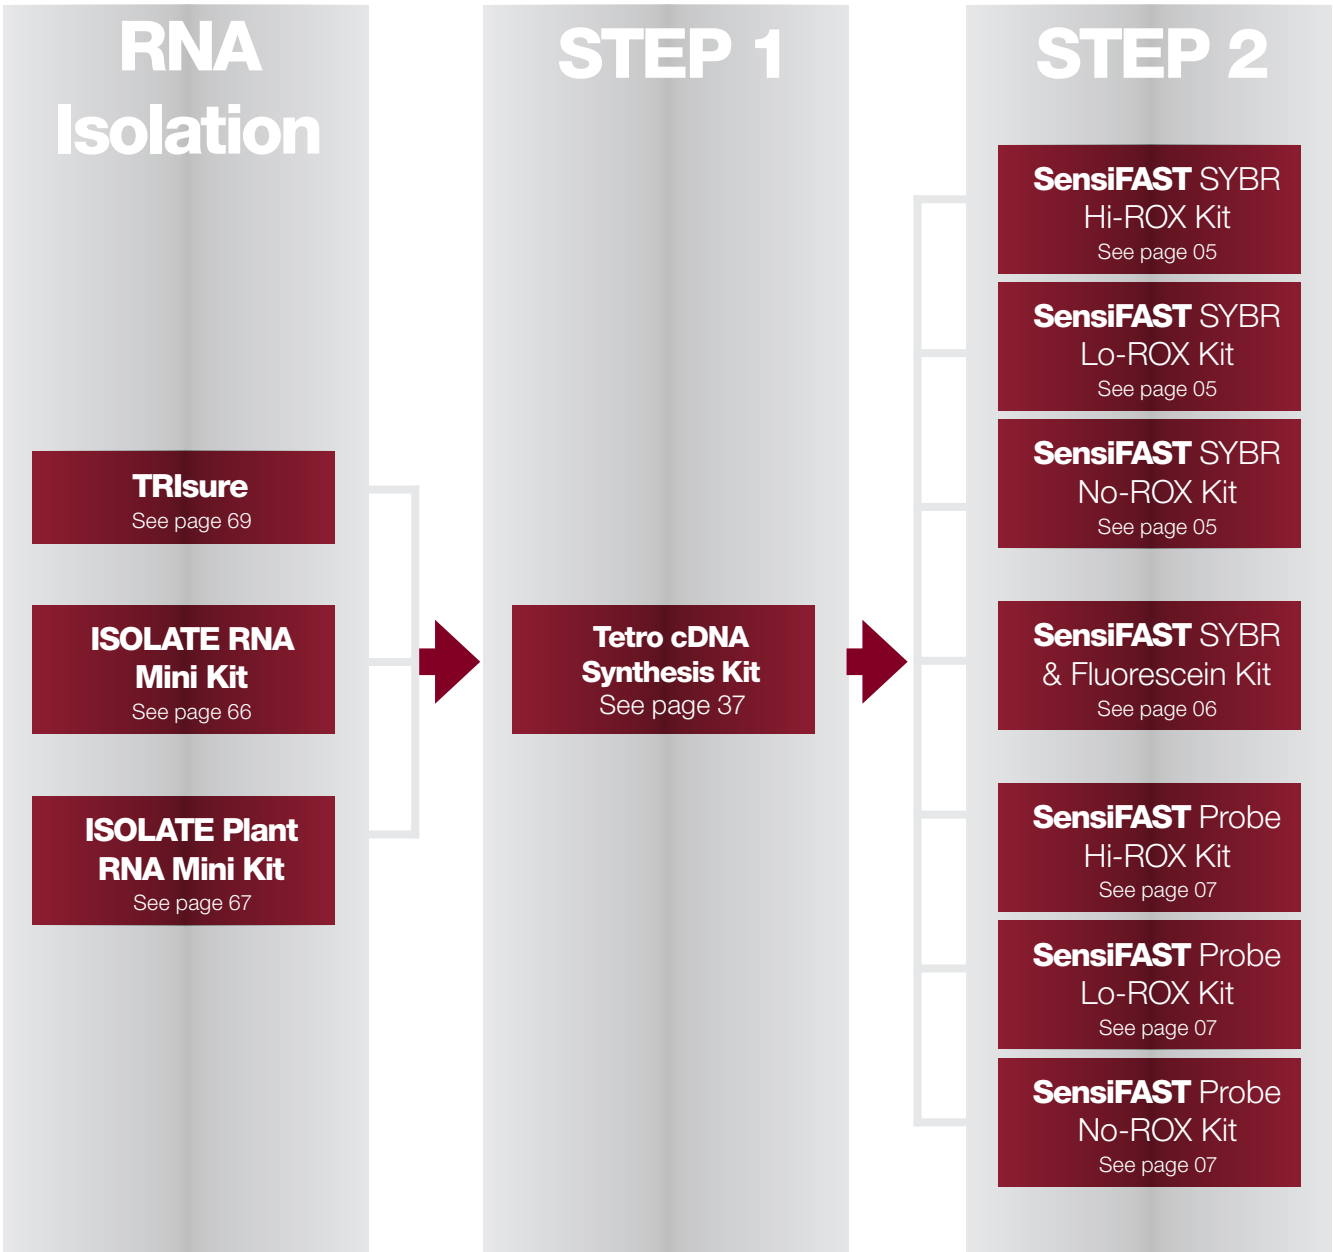 RNA
Isolation
TRIsure
See page 69
ISOLATE RNA
Mini Kit
See page 66
ISOLATE Plant
RNA Mini Kit
See page 67
STEP 1
Tetro cDNA
Synthesis Kit
See page 37
STEP 2
SensiFAST SYBR
Hi-ROX Kit
See page 05
SensiFAST SYBR
Lo-ROX Kit
See page 05
SensiFAST SYBR
No-ROX Kit
See page 05
SensiFAST SYBR
& Fluorescein Kit
See page 06
SensiFAST Probe
Hi-ROX Kit
See page 07
SensiFAST Probe
Lo-ROX Kit
See page 07
SensiFAST Probe
No-ROX Kit
See page 07